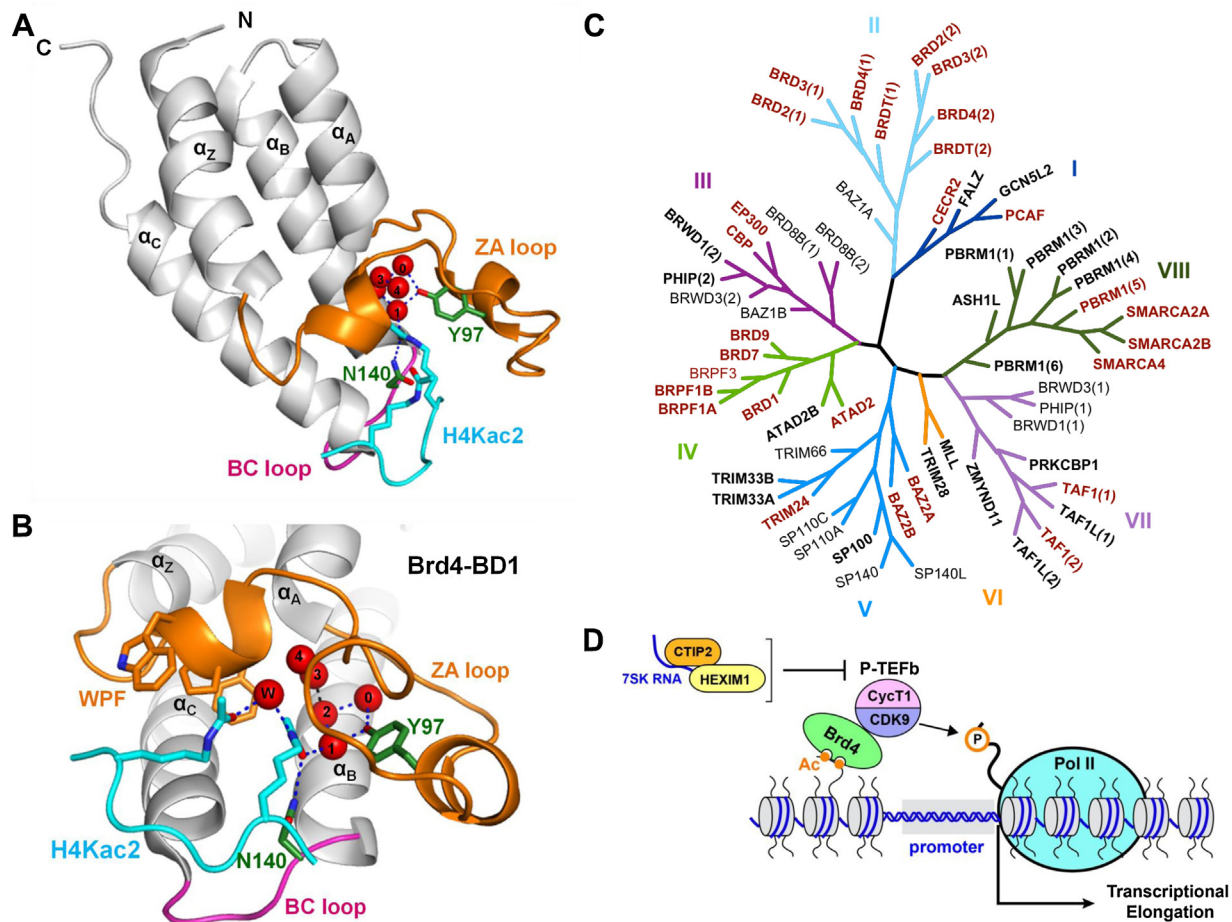 A
C
N
αZ
αB
αA
αC
ZA loop
3
0
4
1
Y97
N140
H4Kac2
BC loop
B
Brd4-BD1
αZ
αA
ZA loop
WPF
4
3
W
2
0
1
αC
αB
Y97
H4Kac2
N140
BC loop
C
II
BRD2(2)
BRD3(2)
BRD4(1)
BRD3(1)
BRDT(1)
BRD2(1)
BRD4(2)
BRDT(2)
BAZ1A
I
CECR2
FALZ
GCN5L2
PCAF
III
EP300
CBP
BRD8B(1)
BRD8B(2)
BRWD1(2)
PHIP(2)
BRWD3(2)
BAZ1B
VIII
PBRM1(1)
PBRM1(3)
PBRM1(2)
PBRM1(4)
PBRM1(5)
ASH1L
SMARCA2A
SMARCA2B
SMARCA4
PBRM1(6)
IV
BRD9
BRD7
BRPF3
BRPF1B
BRPF1A
BRD1
ATAD2B
ATAD2
V
TRIM66
TRIM33B
TRIM33A
TRIM24
SP110C
SP110A
SP100
SP140
SP140L
BAZ2B
BAZ2A
VI
TRIM28
MLL
VII
BRWD3(1)
PHIP(1)
BRWD1(1)
ZMYND11
PRKCBP1
TAF1(1)
TAF1L(1)
TAF1(2)
TAF1L(2)
D
CTIP2
7SK RNA
HEXIM1
P-TEFb
CycT1
CDK9
Brd4
Ac
P
Pol II
promoter
Transcriptional
Elongation